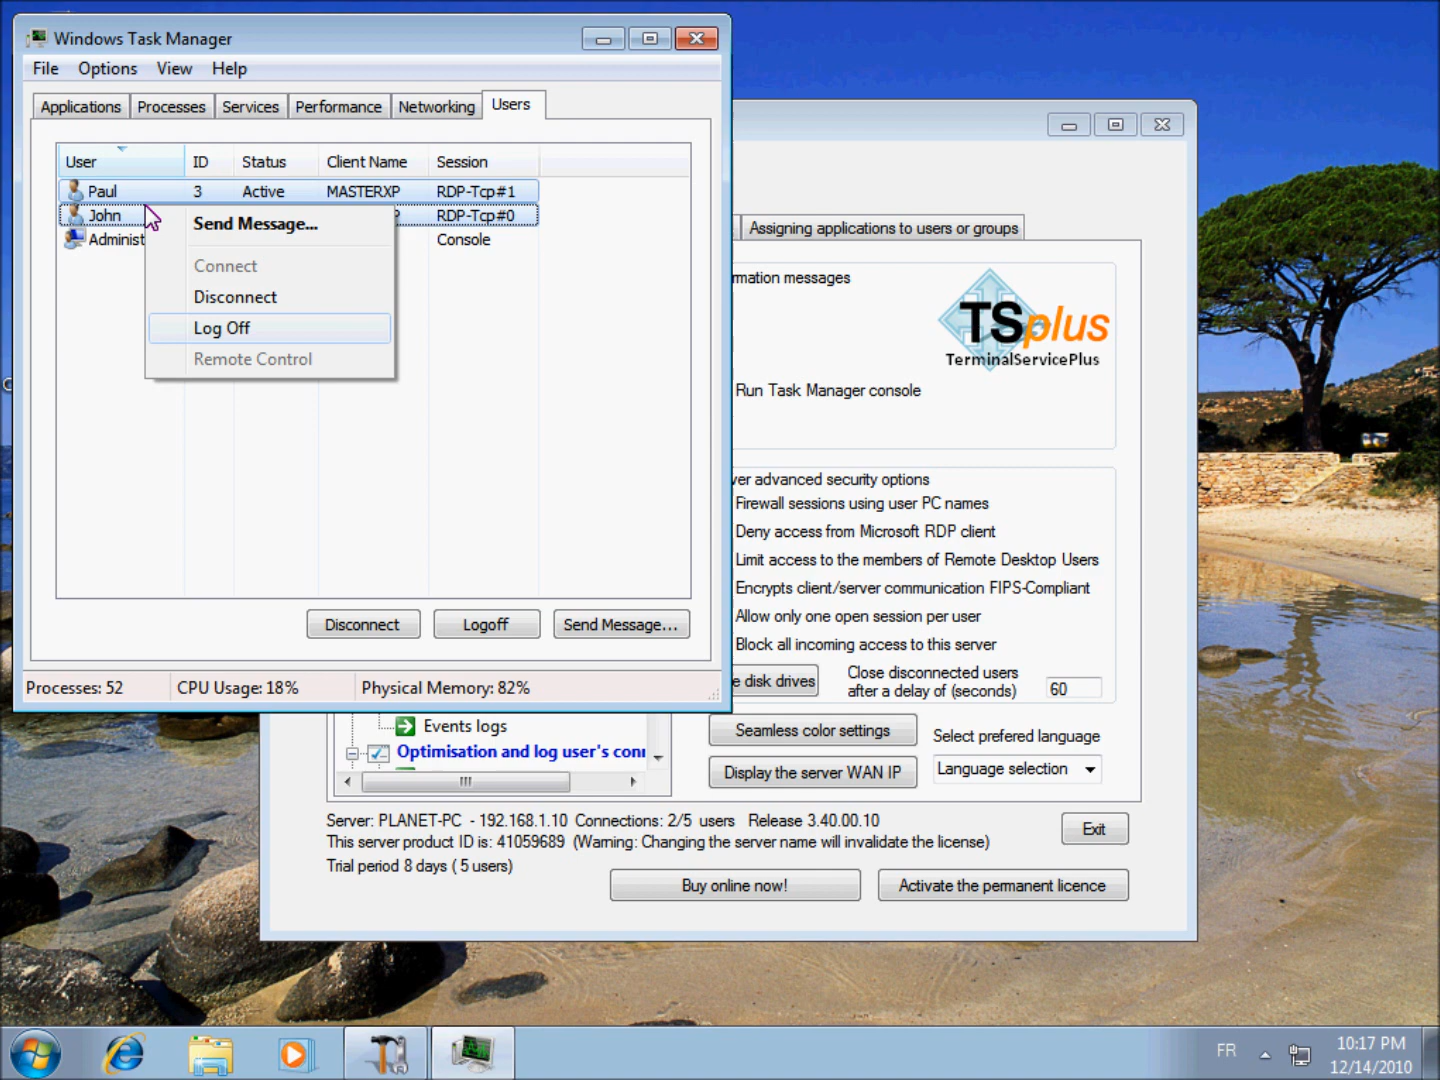 Windows Task Manager
File Options View Help
Applications Processes Services Performance Networking Users
User ID Status Client Name Session
Paul 3 Active MASTERXP RDP-Tcp#1
John RDP-Tcp#0
Administ Console
Send Message...
Connect
Disconnect
Log Off
Remote Control
Disconnect Logoff Send Message...
Processes: 52 CPU Usage: 18% Physical Memory: 82%
Assigning applications to users or groups
rmation messages
TSplus
TerminalServicePlus
Run Task Manager console
ver advanced security options
Firewall sessions using user PC names
Deny access from Microsoft RDP client
Limit access to the members of Remote Desktop Users
Encrypts client/server communication FIPS-Compliant
Allow only one open session per user
Block all incoming access to this server
e disk drives
Close disconnected users
after a delay of (seconds) 60
Events logs
Optimisation and log user's conn
Seamless color settings
Select prefered language
Display the server WAN IP
Language selection
Server: PLANET-PC - 192.168.1.10 Connections: 2/5 users Release 3.40.00.10
This server product ID is: 41059689 (Warning: Changing the server name will invalidate the license)
Trial period 8 days ( 5 users)
Exit
Buy online now!
Activate the permanent licence
FR
10:17 PM
12/14/2010